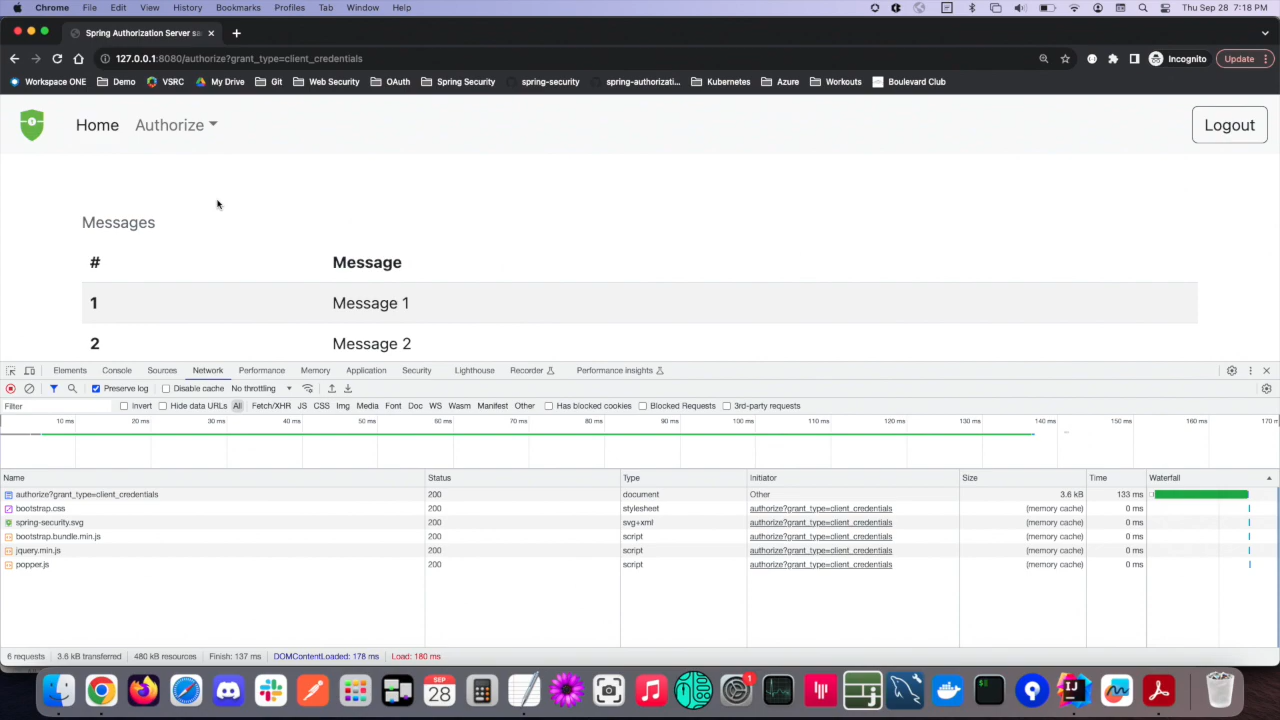 Chrome File Edit View History Bookmarks Profiles Tab Window Help Thu Sep 28 7:18 PM
Spring Authorization Server sa
127.0.0.1:8080/authorize?grant_type=client_credentials Incognito Update
Workspace ONE Demo VSRC My Drive Git Web Security OAuth Spring Security spring-security spring-authorizati... Kubernetes Azure Workouts Boulevard Club
Home Authorize Logout
Messages
# Message
1 Message 1
2 Message 2
Elements Console Sources Network Performance Memory Application Security Lighthouse Recorder Performance insights
Preserve log Disable cache No throttling
Filter Invert Hide data URLs All Fetch/XHR JS CSS Img Media Font Doc WS Wasm Manifest Other Has blocked cookies Blocked Requests 3rd-party requests
10 ms 20 ms 30 ms 40 ms 50 ms 60 ms 70 ms 80 ms 90 ms 100 ms 110 ms 120 ms 130 ms 140 ms 150 ms 160 ms 170 m
Name Status Type Initiator Size Time Waterfall
authorize?grant_type=client_credentials 200 document Other 3.6 kB 133 ms
bootstrap.css 200 stylesheet authorize?grant_type=client_credentials (memory cache) 0 ms
spring-security.svg 200 svg+xml authorize?grant_type=client_credentials (memory cache) 0 ms
bootstrap.bundle.min.js 200 script authorize?grant_type=client_credentials (memory cache) 0 ms
jquery.min.js 200 script authorize?grant_type=client_credentials (memory cache) 0 ms
popper.js 200 script authorize?grant_type=client_credentials (memory cache) 0 ms
6 requests 3.6 kB transferred 480 kB resources Finish: 137 ms DOMContentLoaded: 178 ms Load: 180 ms
SEP
28
1